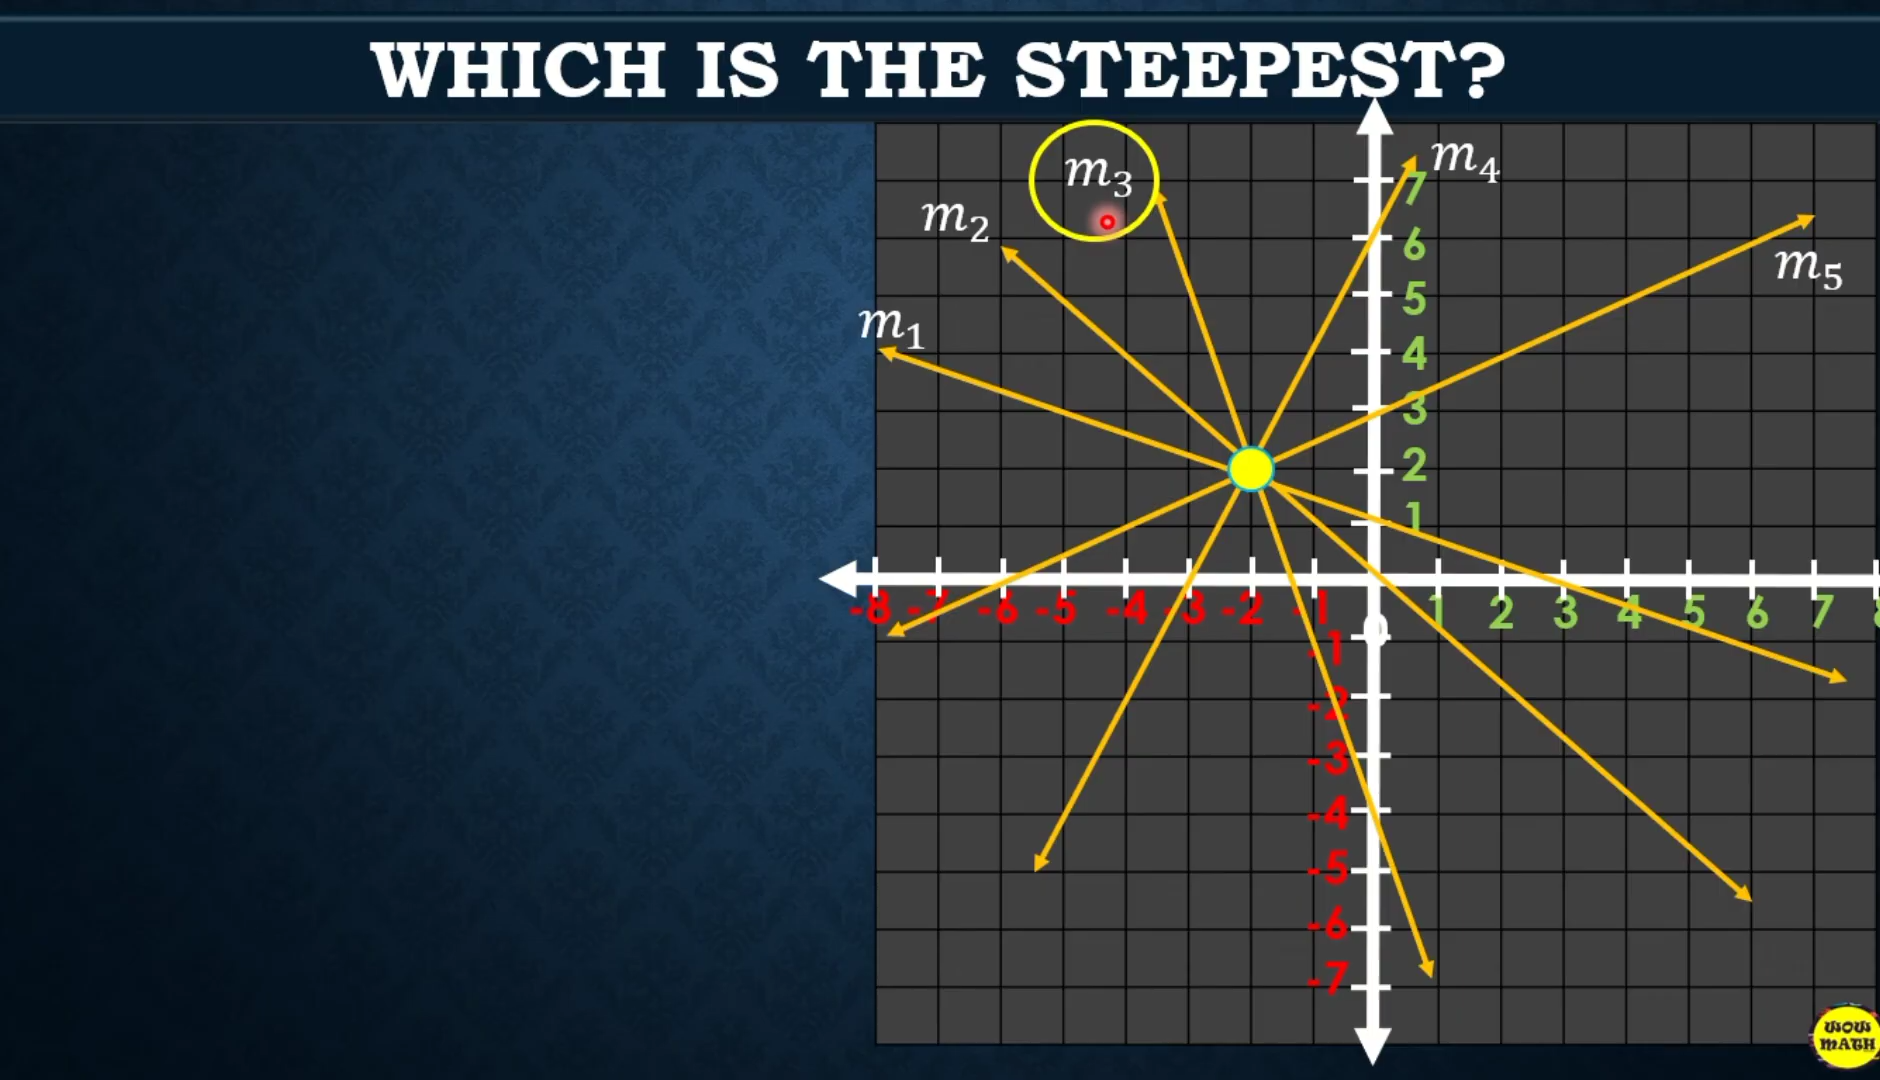 WHICH IS THE STEEPEST?
m₃
m₄
m₂
m₅
m₁
7
6
5
4
3
2
1
-8 -7 -6 -5 -4 -3 -2 -1 0 1 2 3 4 5 6 7 8
-1
-2
-3
-4
-5
-6
-7
WOW
MATH